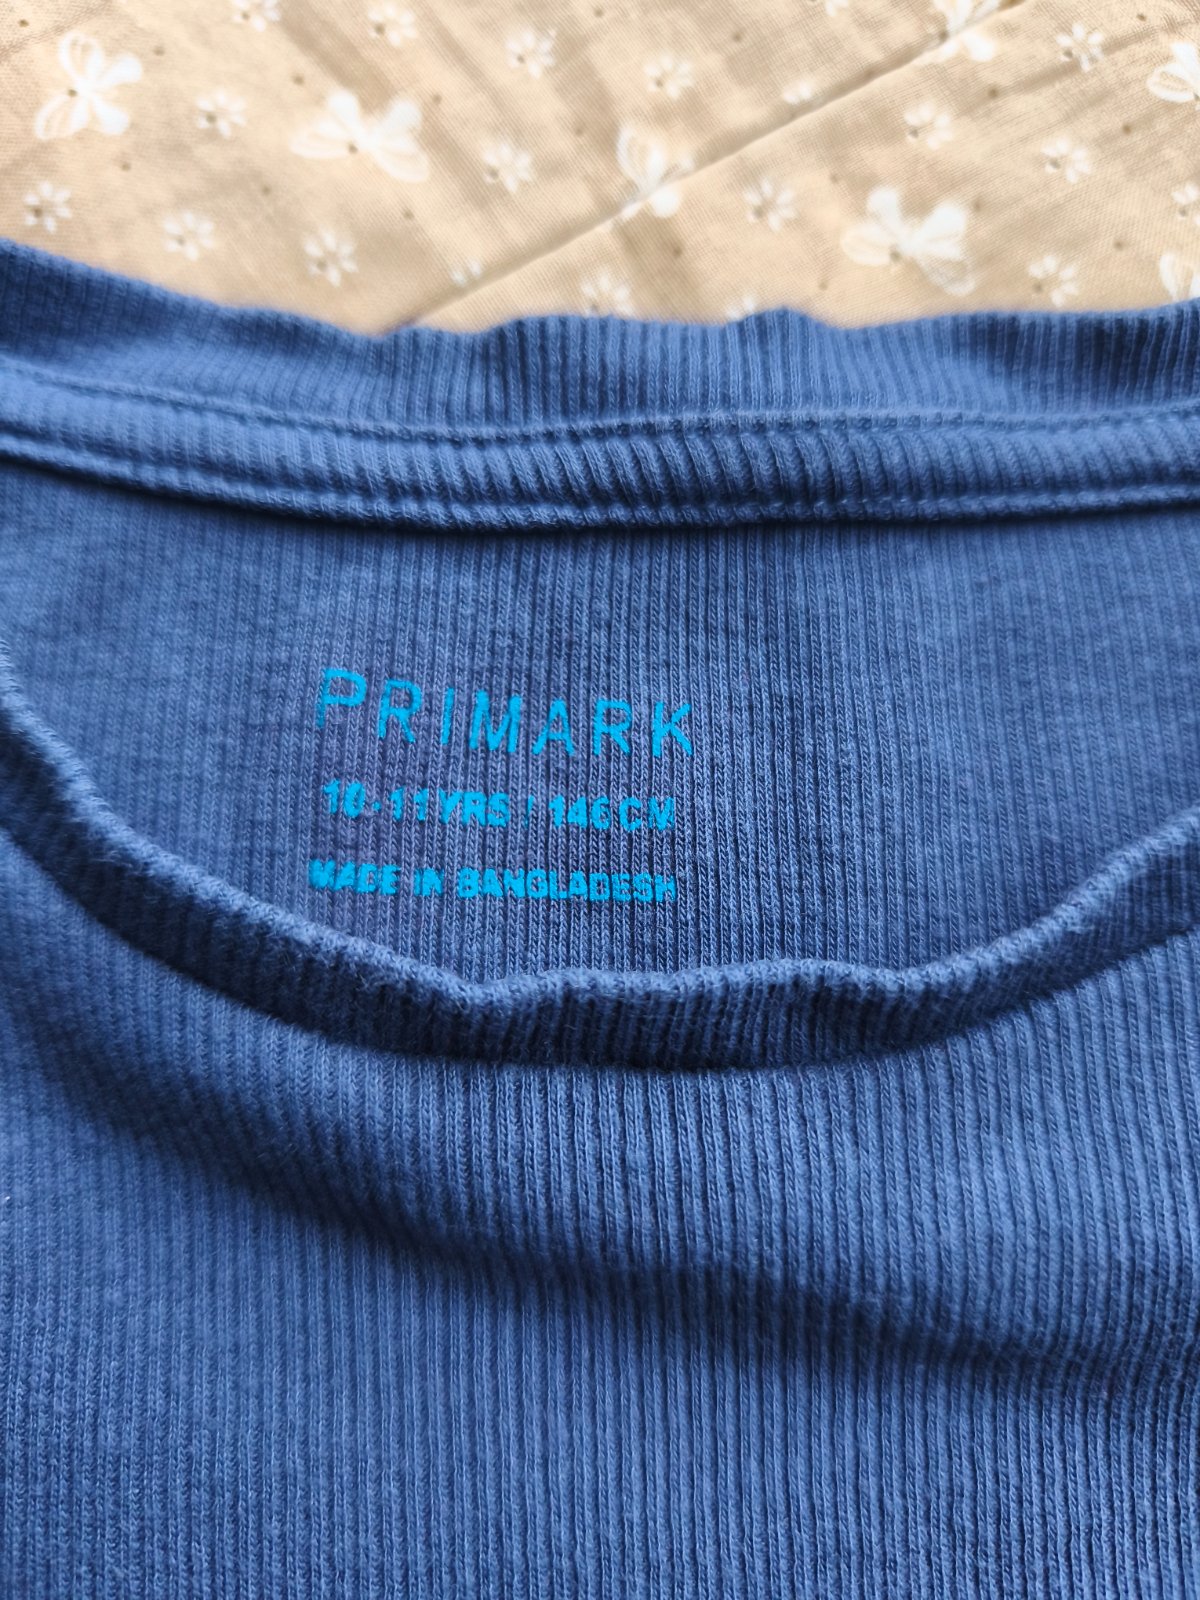 PRIMARK
10-11YRS / 146CM
MADE IN BANGLADESH